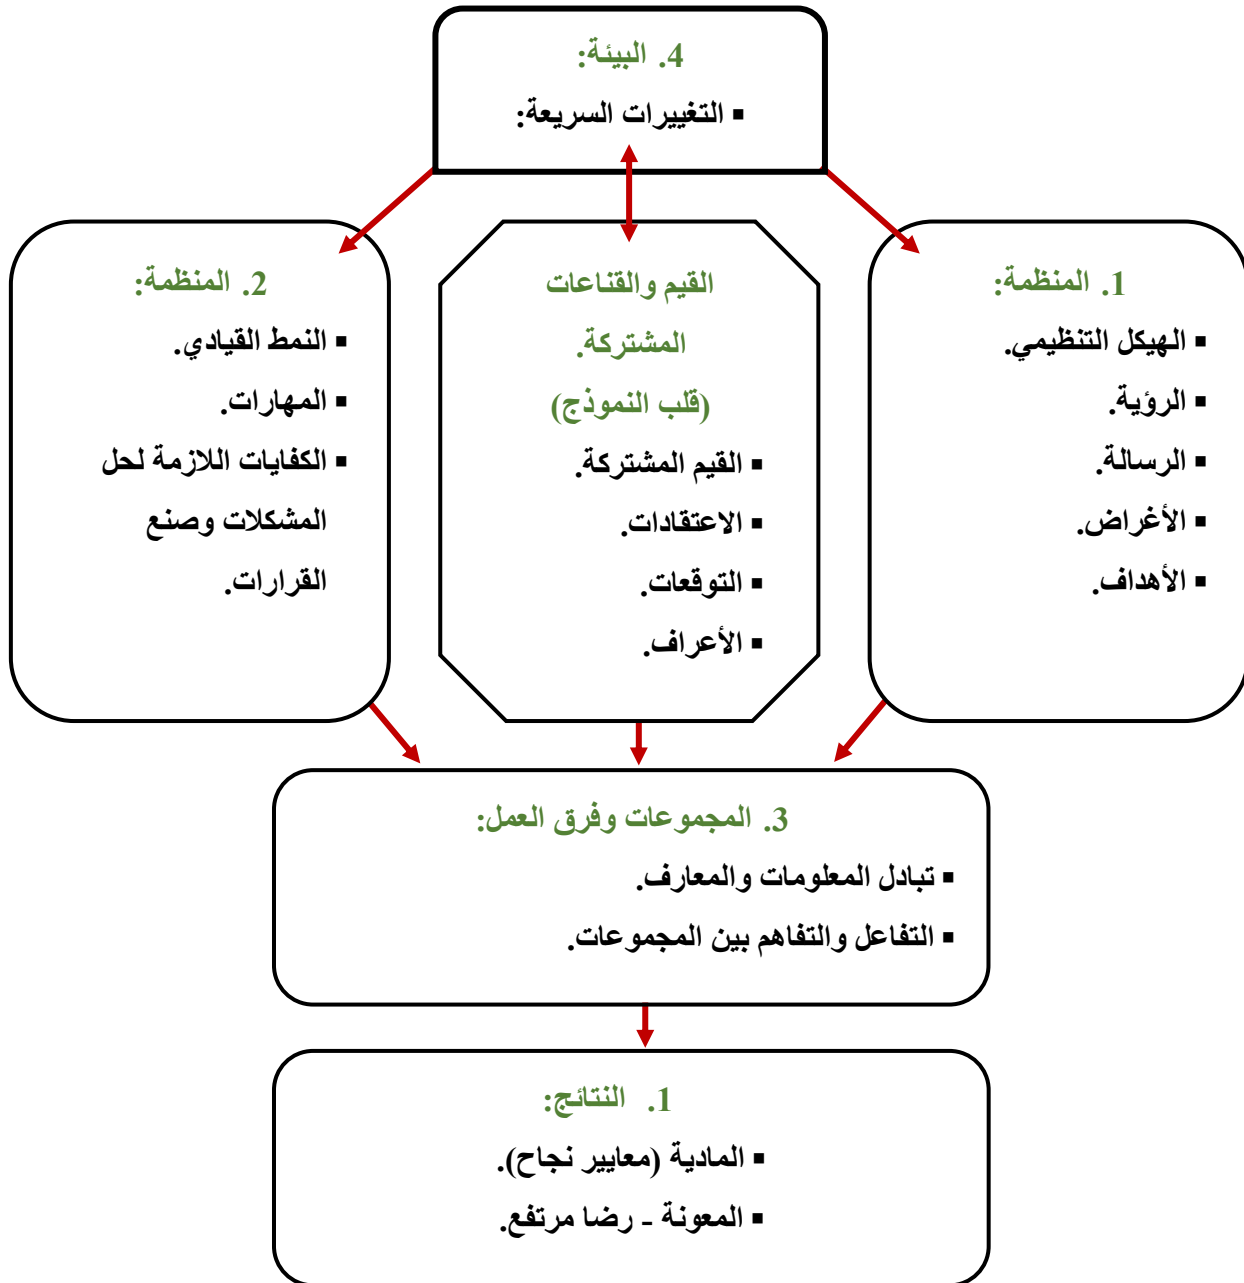 4. البيئة:
▪ التغييرات السريعة:
1. المنظمة:
▪ الهيكل التنظيمي.
▪ الرؤية.
▪ الرسالة.
▪ الأغراض.
▪ الأهداف.
القيم والقناعات
المشتركة.
(قلب النموذج)
▪ القيم المشتركة.
▪ الاعتقادات.
▪ التوقعات.
▪ الأعراف.
2. المنظمة:
▪ النمط القيادي.
▪ المهارات.
▪ الكفايات اللازمة لحل
المشكلات وصنع
القرارات.
3. المجموعات وفرق العمل:
▪ تبادل المعلومات والمعارف.
▪ التفاعل والتفاهم بين المجموعات.
1. النتائج:
▪ المادية (معايير نجاح).
▪ المعونة - رضا مرتفع.